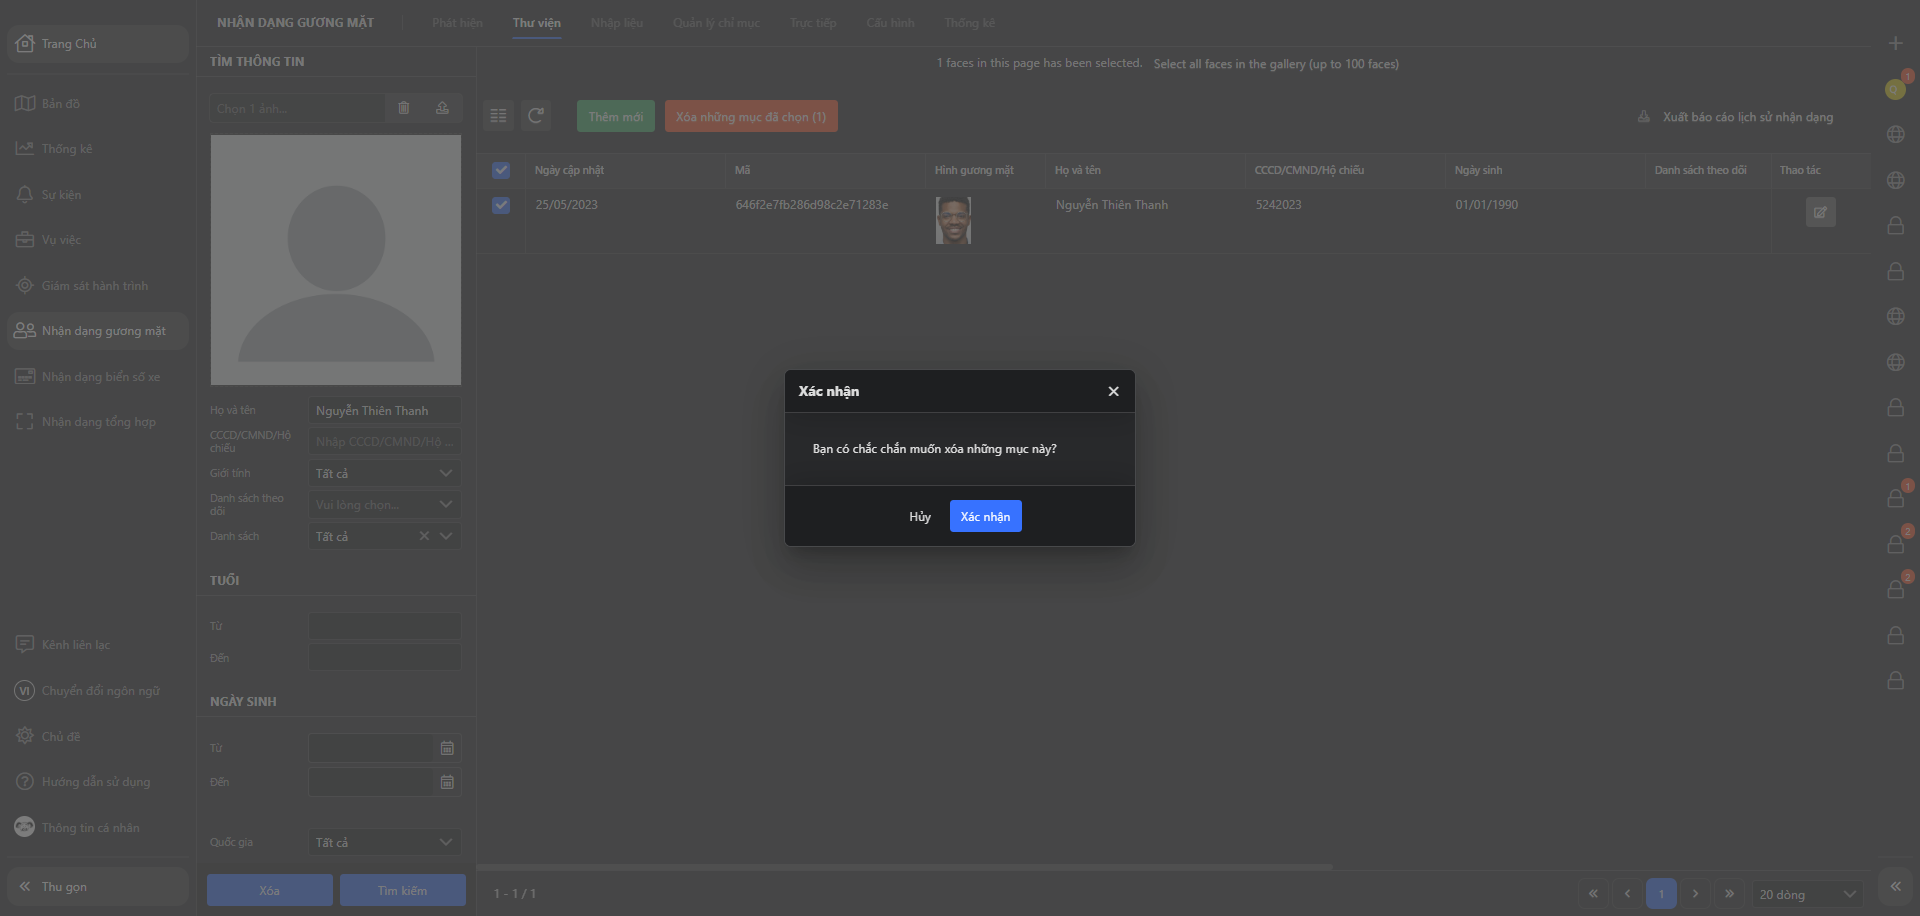 Trang Chủ
Bản đồ
Thống kê
Sự kiện
Vụ việc
Giám sát hành trình
Nhận dạng gương mặt
Nhận dạng biển số xe
Nhận dạng tổng hợp
Kênh liên lạc
VI Chuyển đổi ngôn ngữ
Chủ đề
Hướng dẫn sử dụng
Thông tin cá nhân
Thu gọn
NHẬN DẠNG GƯƠNG MẶT
Phát hiện Thư viện Nhập liệu Quản lý chỉ mục Trực tiếp Cấu hình Thống kê
TÌM THÔNG TIN
Chọn 1 ảnh...
Họ và tên Nguyễn Thiên Thanh
CCCD/CMND/Hộ chiếu Nhập CCCD/CMND/Hộ ...
Giới tính Tất cả
Danh sách theo dõi Vui lòng chọn...
Danh sách Tất cả
TUỔI
Từ
Đến
NGÀY SINH
Từ
Đến
Quốc gia Tất cả
Xóa Tìm kiếm
1 faces in this page has been selected. Select all faces in the gallery (up to 100 faces)
Thêm mới Xóa những mục đã chọn (1) Xuất báo cáo lịch sử nhận dạng
Ngày cập nhật Mã Hình gương mặt Họ và tên CCCD/CMND/Hộ chiếu Ngày sinh Danh sách theo dõi Thao tác
25/05/2023 646f2e7fb286d98c2e71283e Nguyễn Thiên Thanh 5242023 01/01/1990
Xác nhận
Bạn có chắc chắn muốn xóa những mục này?
Hủy Xác nhận
1 - 1 / 1
1
20 dòng
1
Q
1
2
2